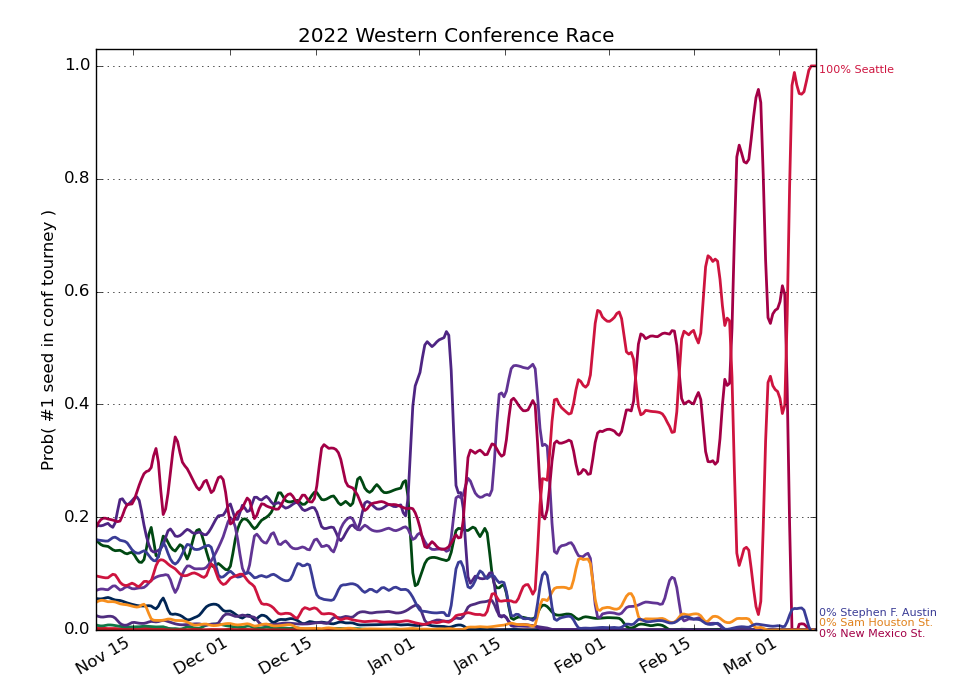 2022 Western Conference Race
Prob( #1 seed in conf tourney )
1.0
0.8
0.6
0.4
0.2
0.0
Nov 15
Dec 01
Dec 15
Jan 01
Jan 15
Feb 01
Feb 15
Mar 01
100% Seattle
0% Stephen F. Austin
0% Sam Houston St.
0% New Mexico St.